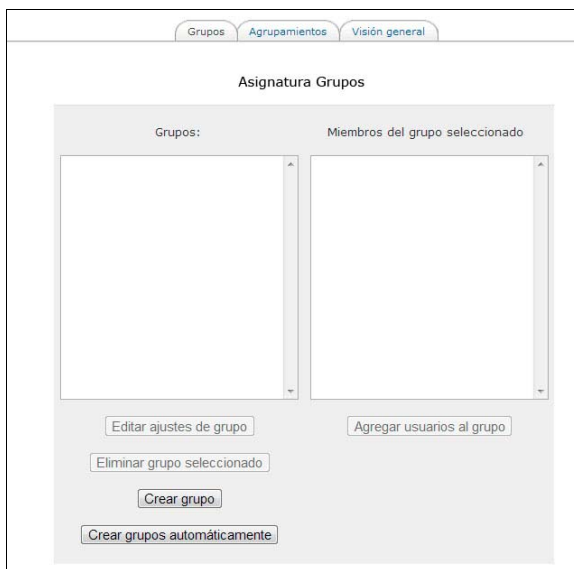 Grupos Agrupamientos Visión general
Asignatura Grupos
Grupos:
Miembros del grupo seleccionado
Editar ajustes de grupo
Agregar usuarios al grupo
Eliminar grupo seleccionado
Crear grupo
Crear grupos automáticamente